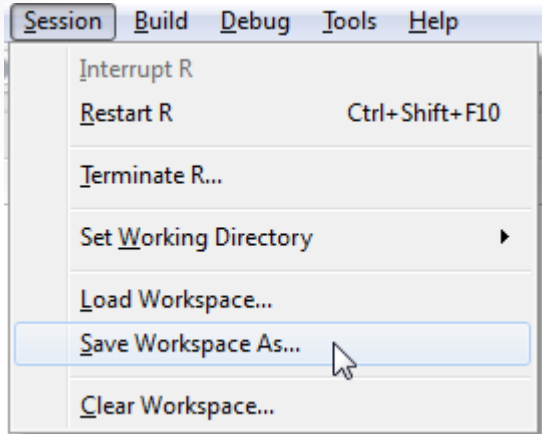 Session Build Debug Tools Help
Interrupt R
Restart R Ctrl+Shift+F10
Terminate R...
Set Working Directory
Load Workspace...
Save Workspace As...
Clear Workspace...